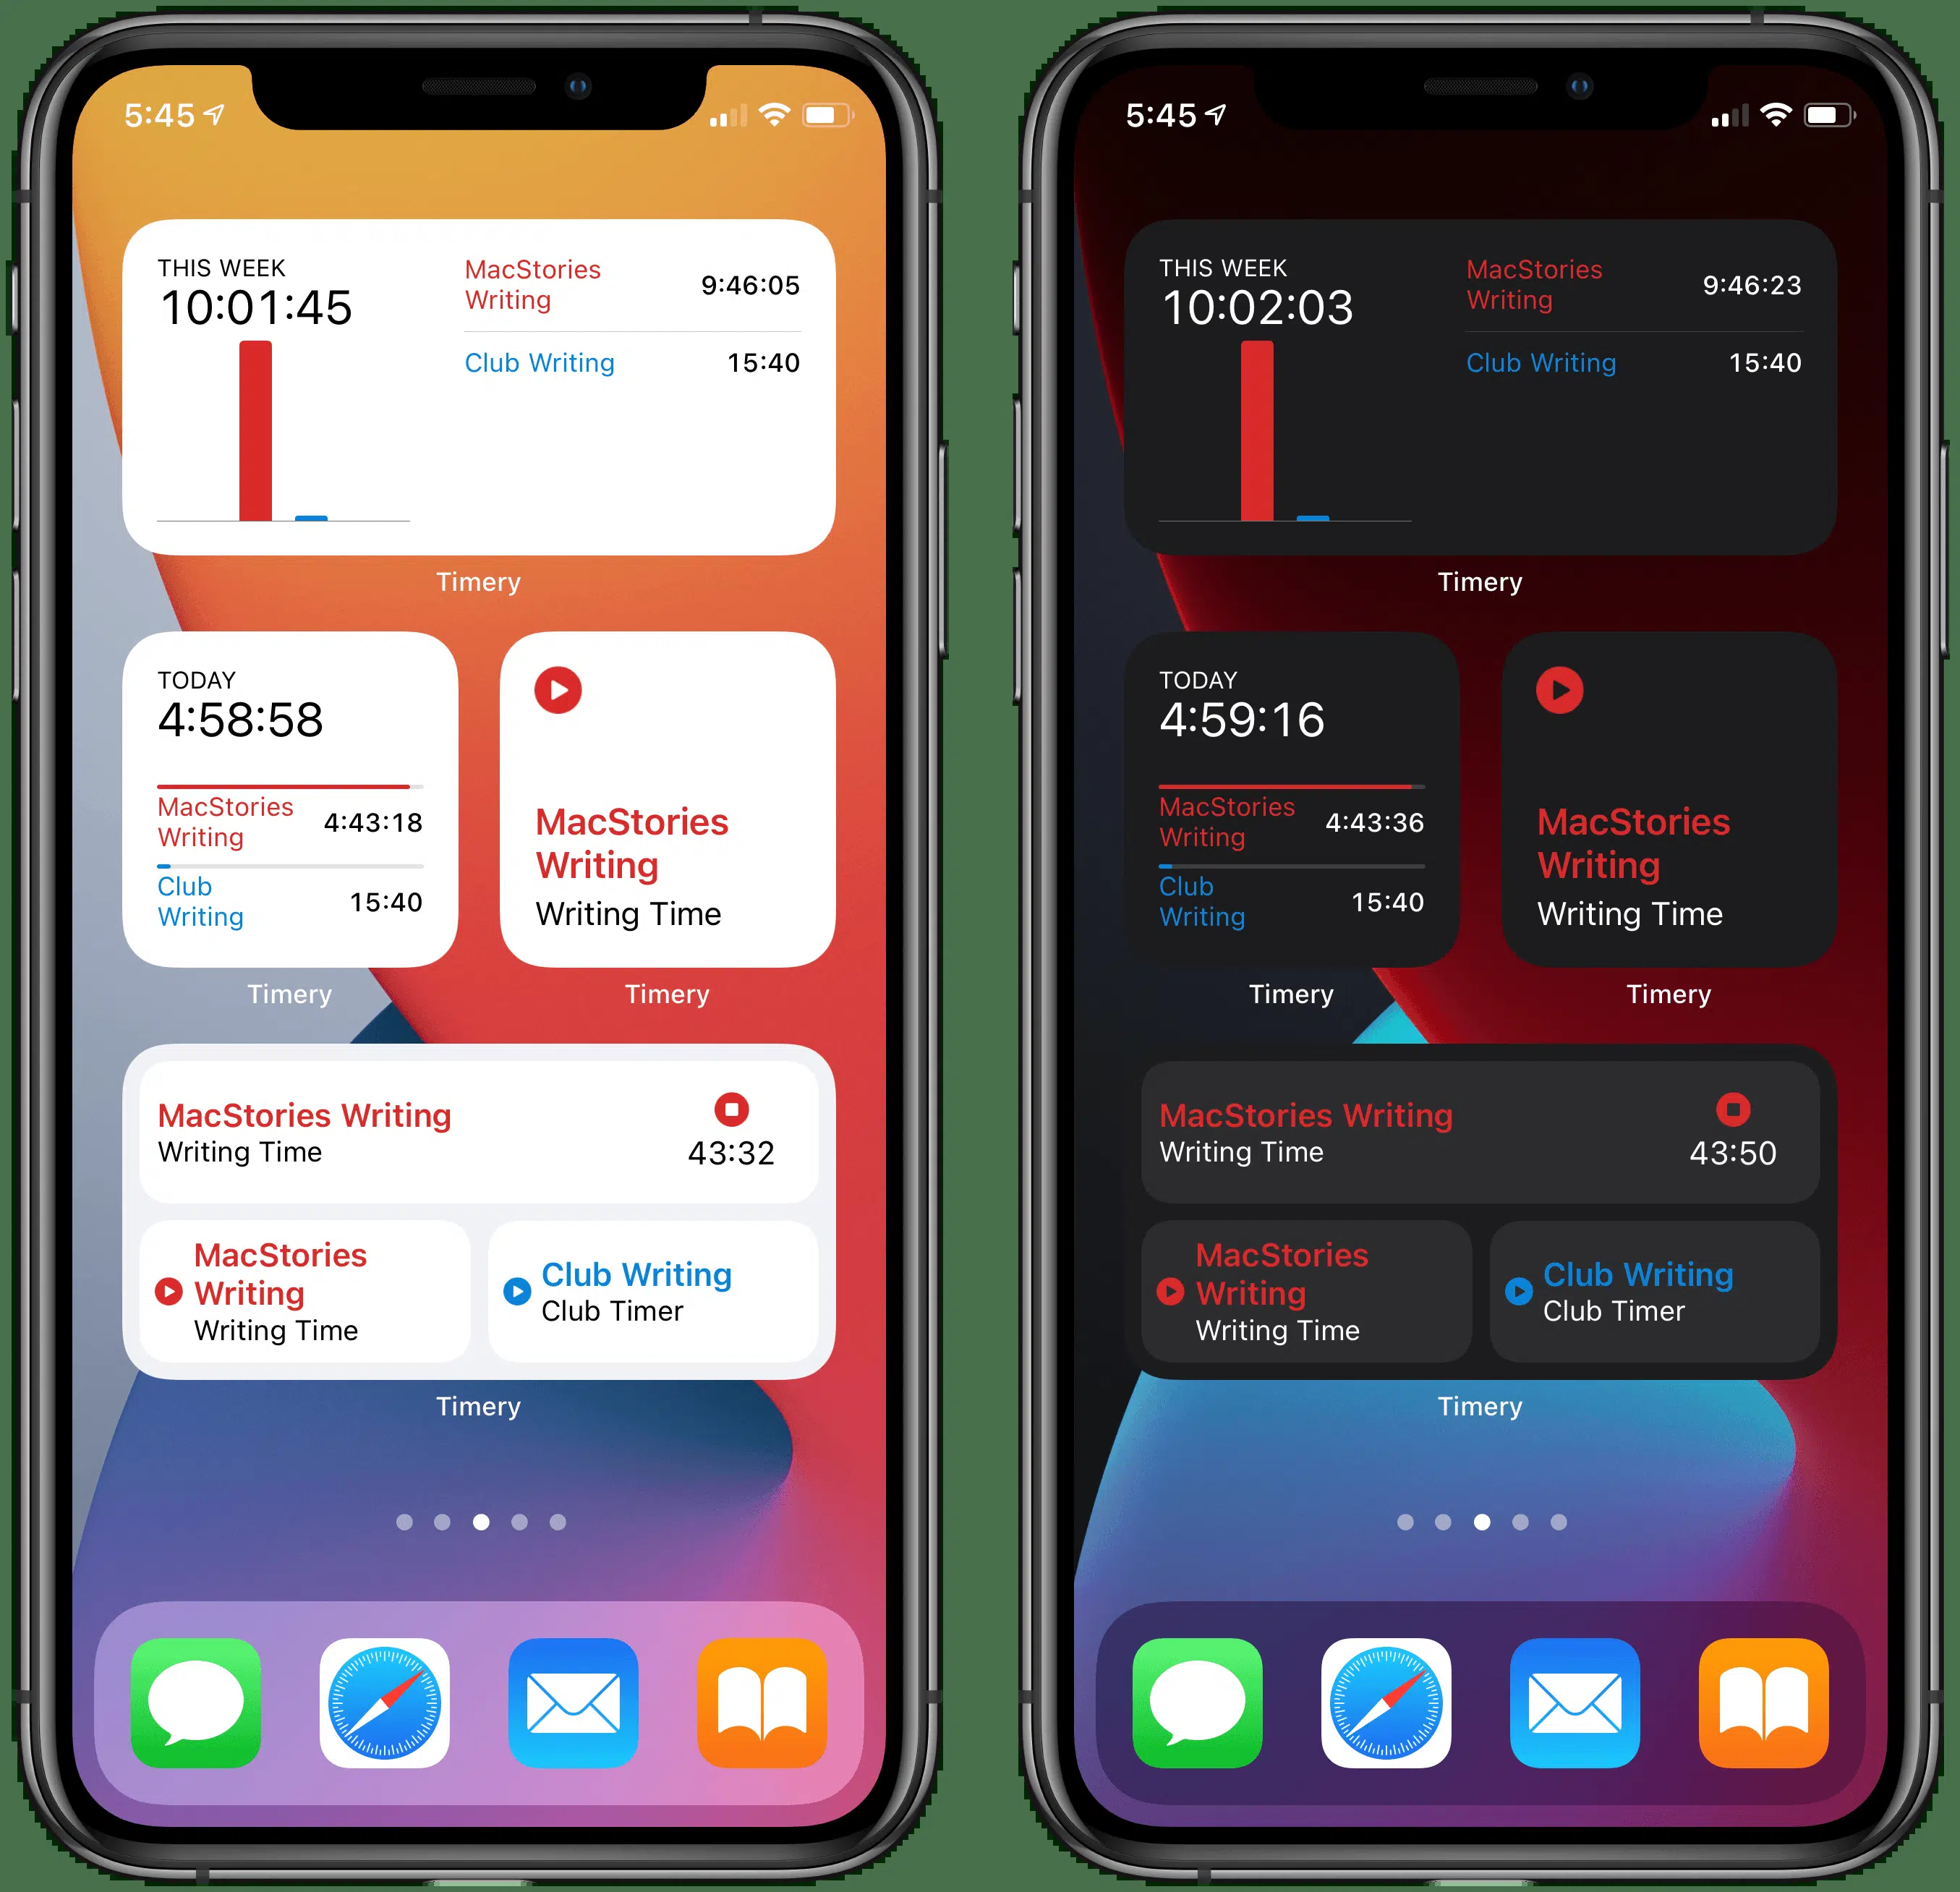 5:45
THIS WEEK
10:01:45
MacStories
Writing
9:46:05
Club Writing
15:40
Timery
TODAY
4:58:58
MacStories
Writing
4:43:18
Club
Writing
15:40
Timery
MacStories
Writing
Writing Time
Timery
MacStories Writing
Writing Time
43:32
MacStories
Writing
Writing Time
Club Writing
Club Timer
Timery
5:45
THIS WEEK
10:02:03
MacStories
Writing
9:46:23
Club Writing
15:40
Timery
TODAY
4:59:16
MacStories
Writing
4:43:36
Club
Writing
15:40
Timery
MacStories
Writing
Writing Time
Timery
MacStories Writing
Writing Time
43:50
MacStories
Writing
Writing Time
Club Writing
Club Timer
Timery